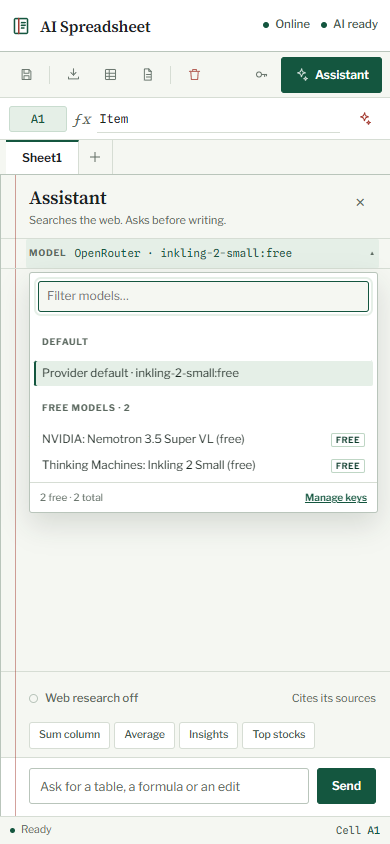 AI Spreadsheet
Online AI ready
Assistant
A1 ƒx Item
Sheet1 +
Assistant
Searches the web. Asks before writing.
MODEL OpenRouter · inkling-2-small:free
Filter models...
DEFAULT
Provider default · inkling-2-small:free
FREE MODELS · 2
NVIDIA: Nemotron 3.5 Super VL (free) FREE
Thinking Machines: Inkling 2 Small (free) FREE
2 free · 2 total Manage keys
Web research off Cites its sources
Sum column Average Insights Top stocks
Ask for a table, a formula or an edit Send
Ready Cell A1